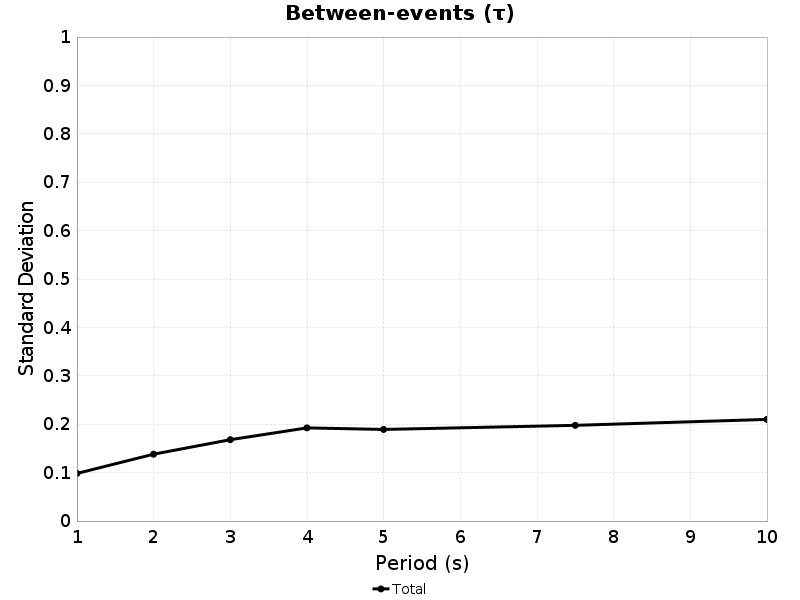 Between-events (τ)
1
0.9
0.8
0.7
0.6
0.5
0.4
0.3
0.2
0.1
0
Standard Deviation
1 2 3 4 5 6 7 8 9 10
Period (s)
Total